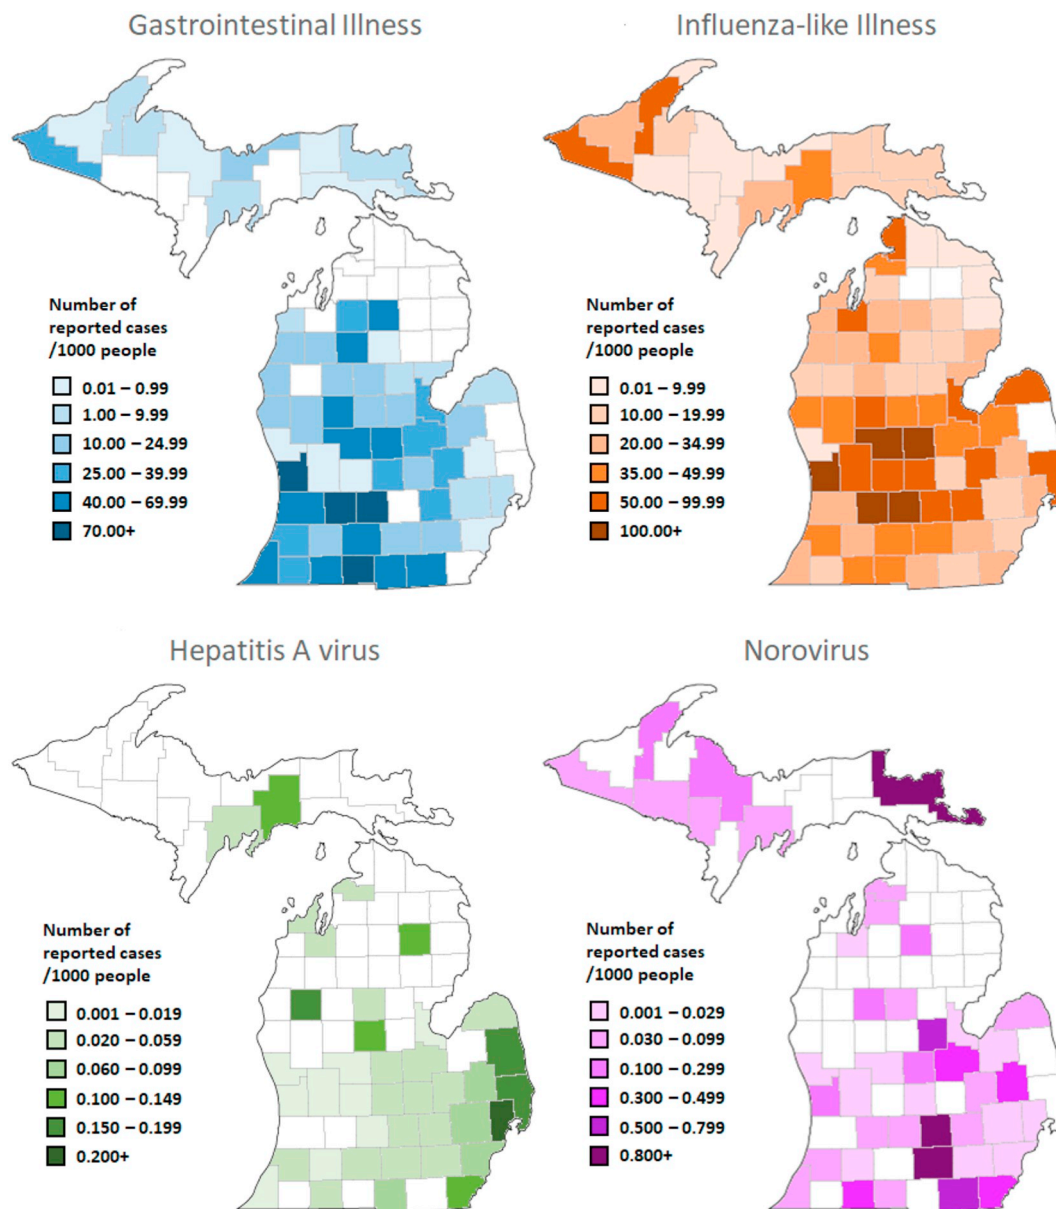 Gastrointestinal Illness
Influenza-like Illness
Number of
reported cases
/1000 people
0.01 – 0.99
1.00 – 9.99
10.00 – 24.99
25.00 – 39.99
40.00 – 69.99
70.00+
Number of
reported cases
/1000 people
0.01 – 9.99
10.00 – 19.99
20.00 – 34.99
35.00 – 49.99
50.00 – 99.99
100.00+
Hepatitis A virus
Norovirus
Number of
reported cases
/1000 people
0.001 – 0.019
0.020 – 0.059
0.060 – 0.099
0.100 – 0.149
0.150 – 0.199
0.200+
Number of
reported cases
/1000 people
0.001 – 0.029
0.030 – 0.099
0.100 – 0.299
0.300 – 0.499
0.500 – 0.799
0.800+